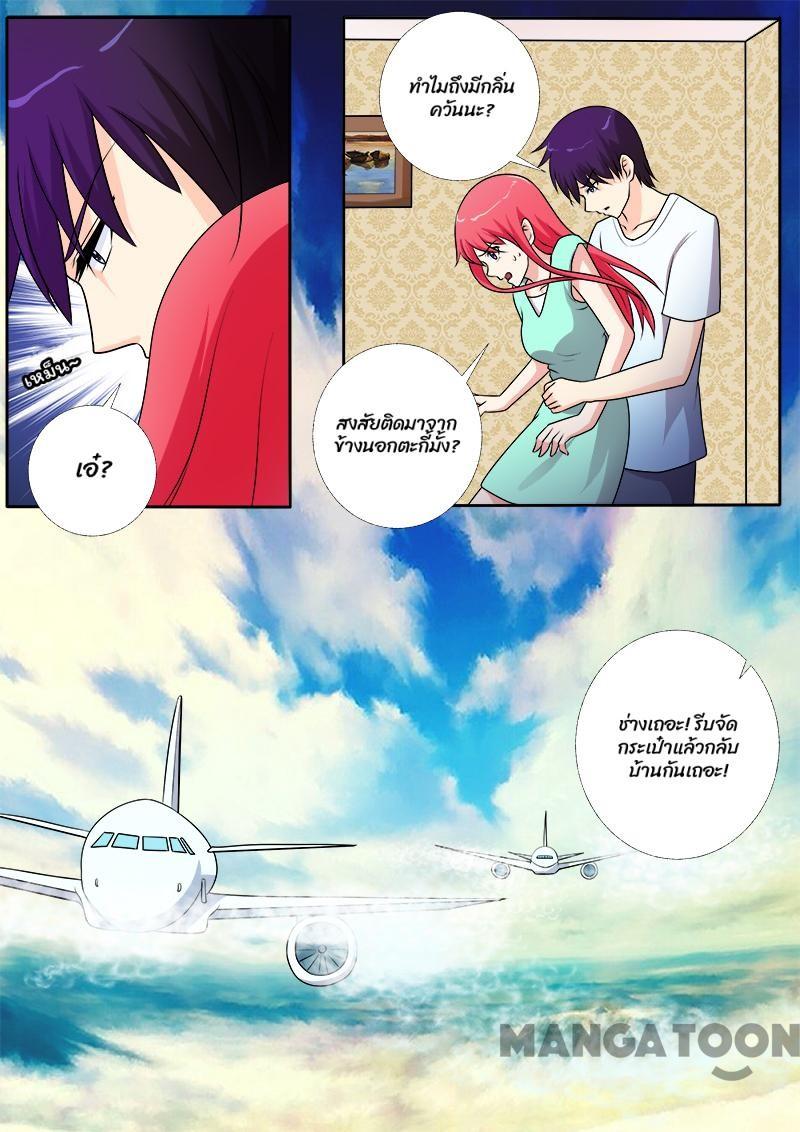 เหม็น~
เอ๋?
ทำไมถึงมีกลิ่น
ควันนะ?
สงสัยติดมาจาก
ข้างนอกตะกี้มั้ง?
ช่างเถอะ! รีบจัด
กระเป๋าแล้วกลับ
บ้านกันเถอะ!
MANGATOON